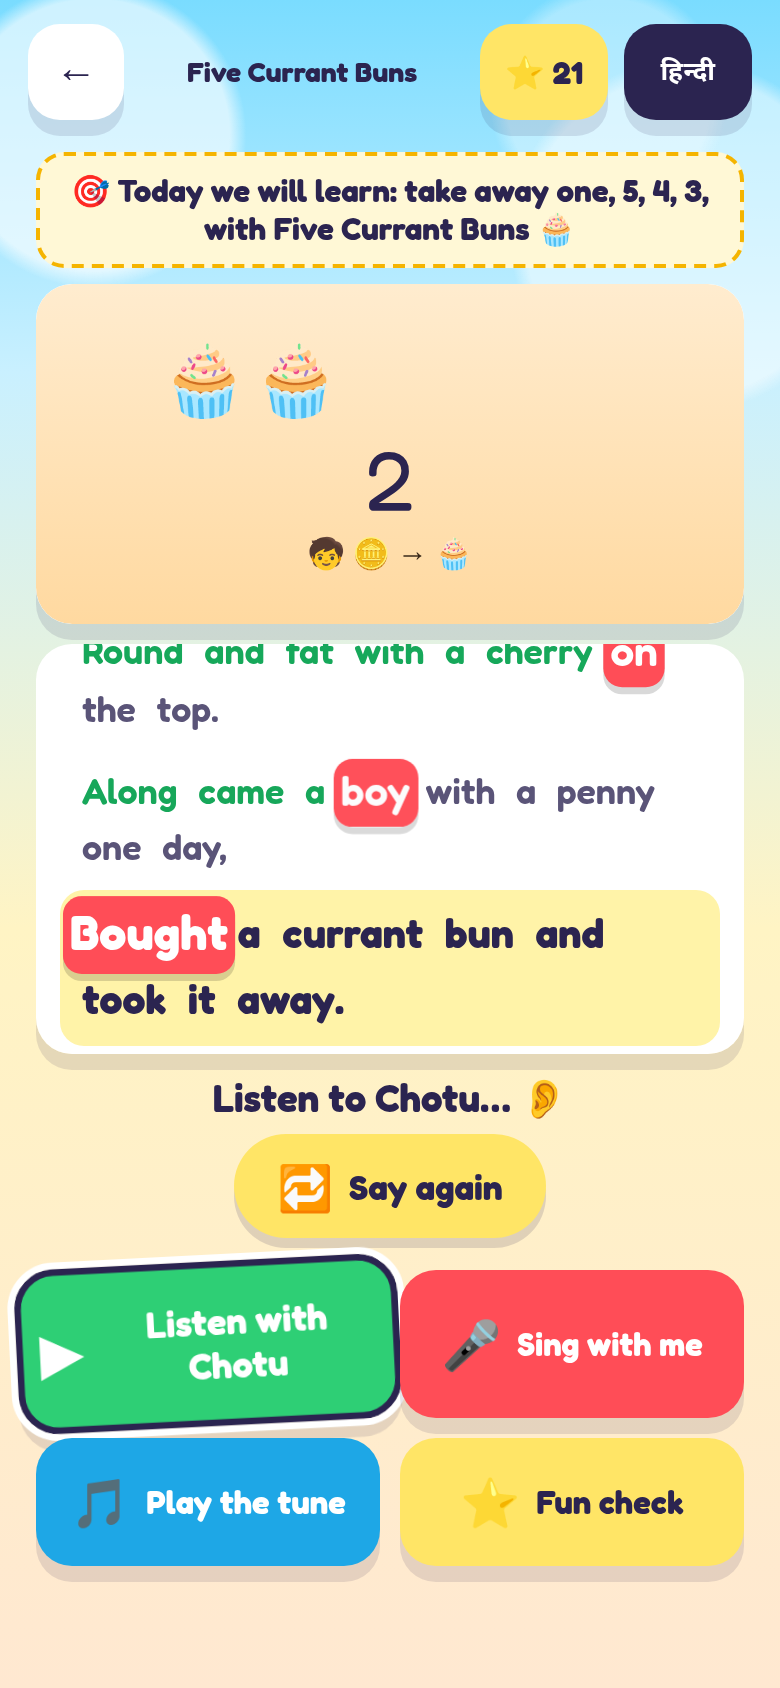 ←
Five Currant Buns
⭐ 21
हिन्दी
🎯 Today we will learn: take away one, 5, 4, 3,
with Five Currant Buns 🧁
2
→
Round and fat with a cherry on
the top.
Along came a boy with a penny
one day,
Bought a currant bun and
took it away.
Listen to Chotu... 👂
🔁 Say again
▶ Listen with
Chotu
🎤 Sing with me
🎵 Play the tune
⭐ Fun check